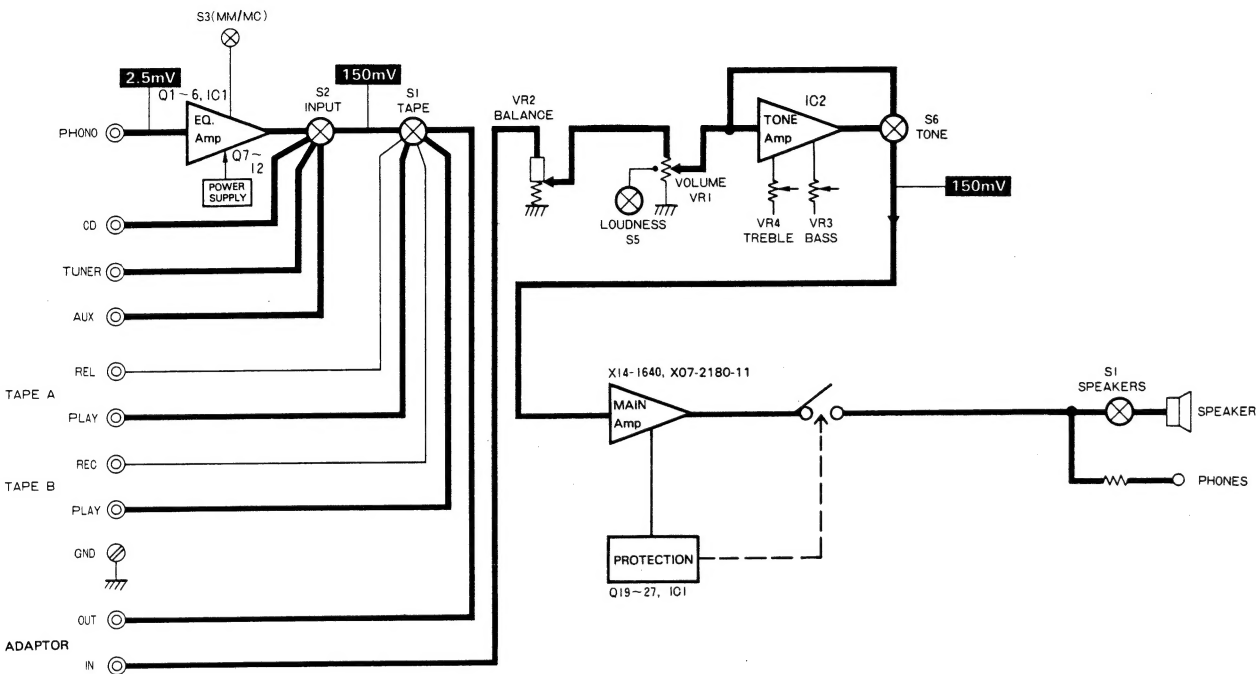 S3(MM/MC)
2.5mV
Q1~6, IC1
EQ.
Amp
Q7~
12
POWER
SUPPLY
S2
INPUT
150mV
S1
TAPE
PHONO
CD
TUNER
AUX
TAPE A
REL
PLAY
TAPE B
REC
PLAY
GND
ADAPTOR
OUT
IN
VR2
BALANCE
LOUDNESS
S5
VOLUME
VR1
IC2
TONE
Amp
VR4
TREBLE
VR3
BASS
S6
TONE
150mV
X14-1640, X07-2180-11
MAIN
Amp
PROTECTION
Q19~27, IC1
S1
SPEAKERS
SPEAKER
PHONES